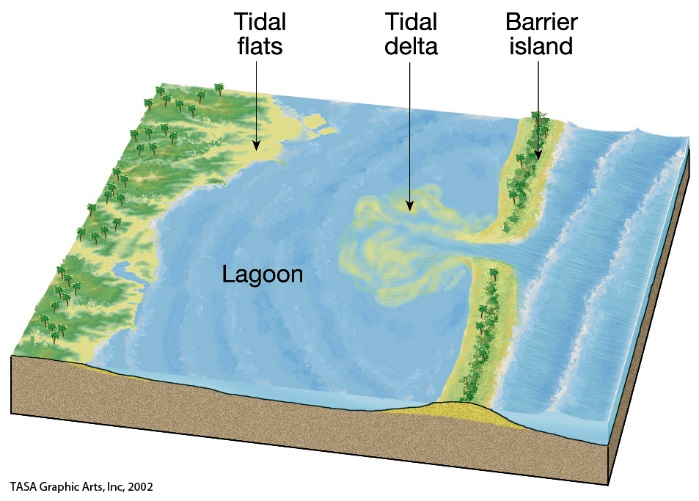 Tidal
flats
Tidal
delta
Barrier
island
Lagoon
TASA Graphic Arts, Inc, 2002